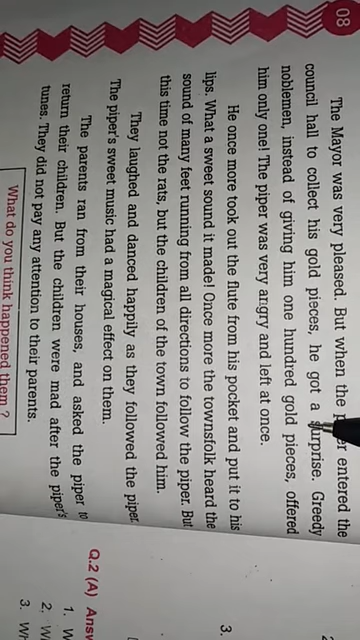 08
The Mayor was very pleased. But when the piper entered the
council hall to collect his gold pieces, he got a surprise. Greedy
noblemen, instead of giving him one hundred gold pieces, offered
him only one! The piper was very angry and left at once.
He once more took out the flute from his pocket and put it to his
lips. What a sweet sound it made! Once more the townsfolk heard the
sound of many feet running from all directions to follow the piper. But
this time not the rats, but the children of the town followed him.
They laughed and danced happily as they followed the piper.
The piper's sweet music had a magical effect on them.
The parents ran from their houses, and asked the piper to
return their children. But the children were mad after the piper's
tunes. They did not pay any attention to their parents.
What do you think happened them ?
3.
Q.2 (A) Answ
1. W
2. W
3. Wh